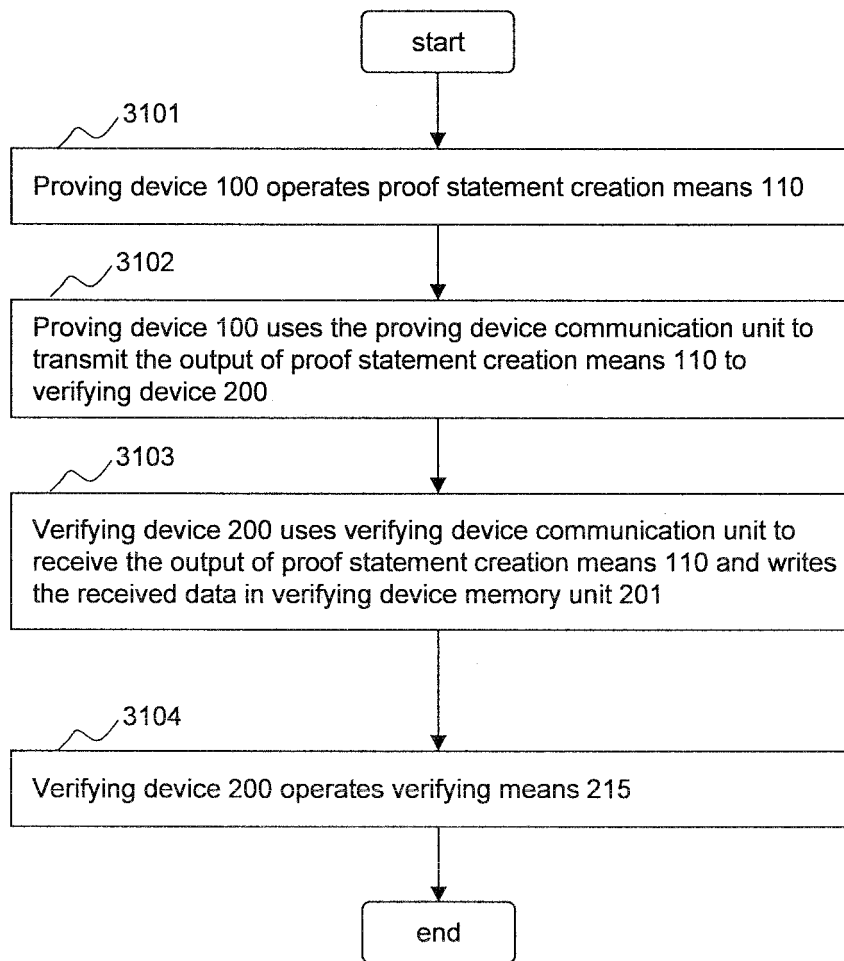 start
3101
Proving device 100 operates proof statement creation means 110
3102
Proving device 100 uses the proving device communication unit to
transmit the output of proof statement creation means 110 to
verifying device 200
3103
Verifying device 200 uses verifying device communication unit to
receive the output of proof statement creation means 110 and writes
the received data in verifying device memory unit 201
3104
Verifying device 200 operates verifying means 215
end